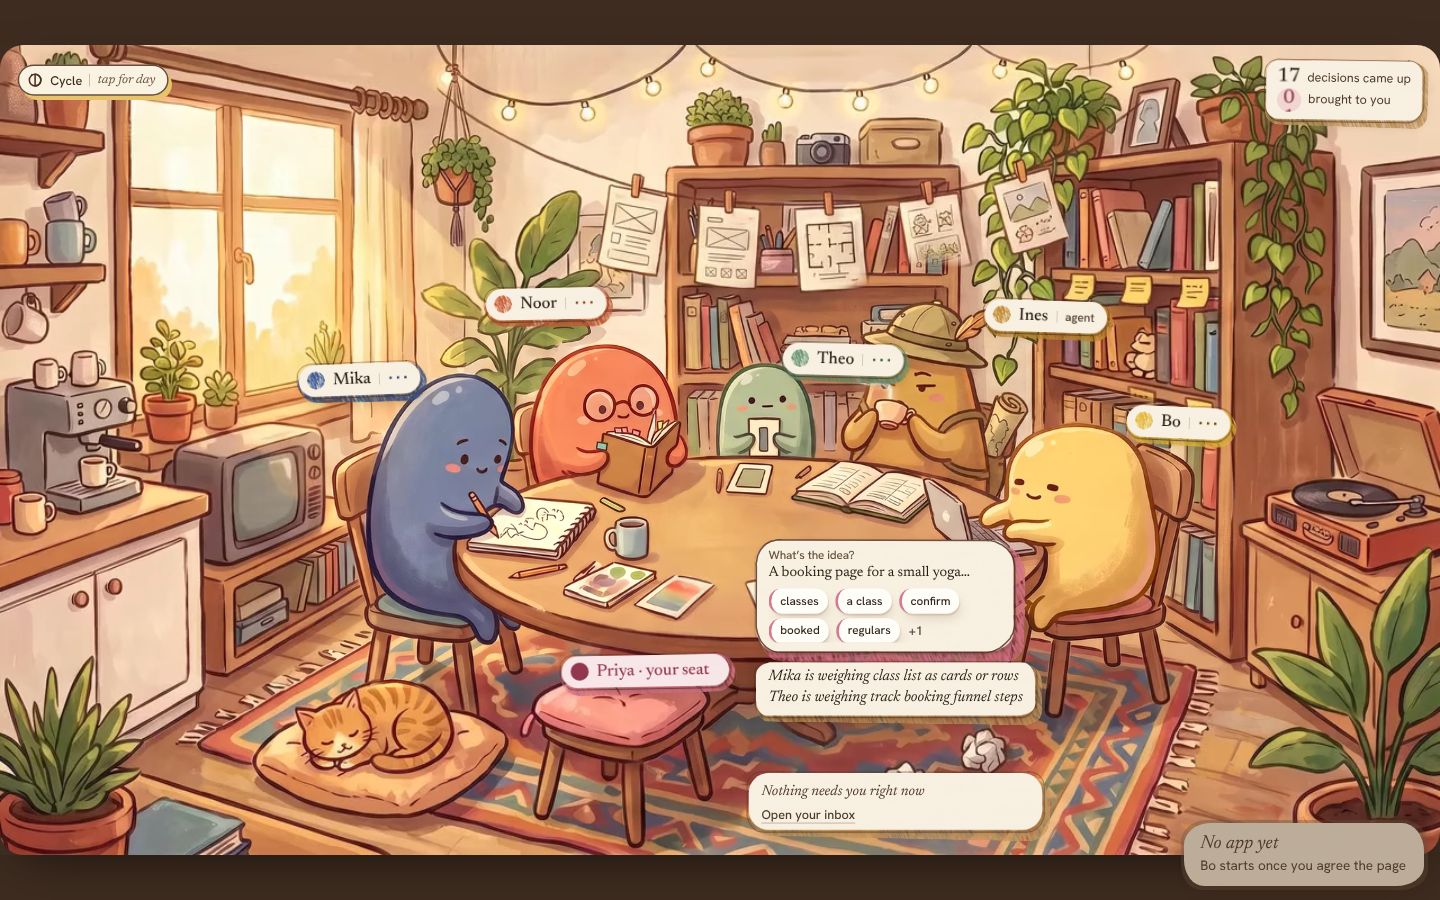 Cycle | tap for day
17 decisions came up
0 brought to you
Noor | ...
Ines | agent
Theo | ...
Mika | ...
Bo | ...
What's the idea?
A booking page for a small yoga...
classes a class confirm
booked regulars +1
Priya · your seat
Mika is weighing class list as cards or rows
Theo is weighing track booking funnel steps
Nothing needs you right now
Open your inbox
No app yet
Bo starts once you agree the page